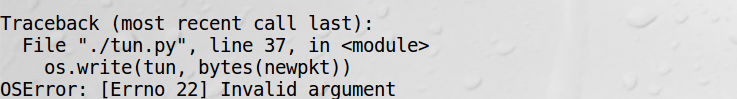 Traceback (most recent call last):
  File "./tun.py", line 37, in <module>
    os.write(tun, bytes(newpkt))
OSError: [Errno 22] Invalid argument